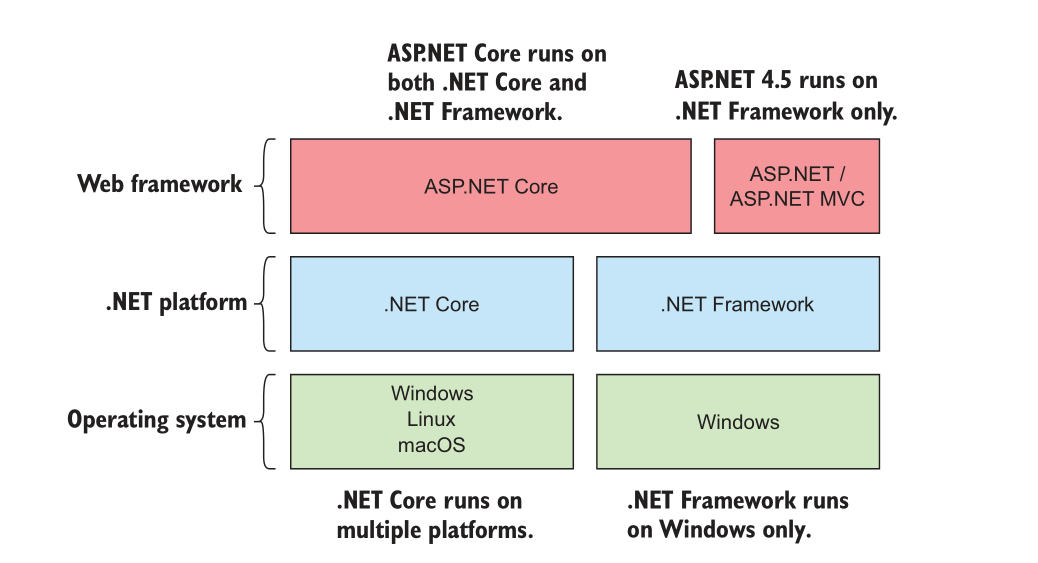 ASP.NET Core runs on
both .NET Core and
.NET Framework.
ASP.NET 4.5 runs on
.NET Framework only.
Web framework
ASP.NET Core
ASP.NET /
ASP.NET MVC
.NET platform
.NET Core
.NET Framework
Operating system
Windows
Linux
macOS
Windows
.NET Core runs on
multiple platforms.
.NET Framework runs
on Windows only.